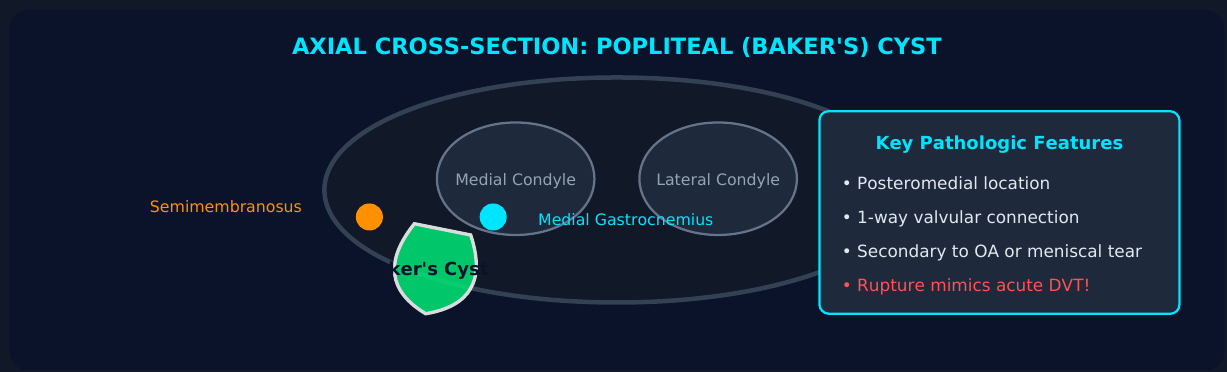 AXIAL CROSS-SECTION: POPLITEAL (BAKER'S) CYST
Key Pathologic Features
Medial Condyle
Lateral Condyle
• Posteromedial location
Semimembranosus
Medial Gastrochemius
• 1-way valvular connection
• Secondary to OA or meniscal tear
ker's Cys
• Rupture mimics acute DVT!